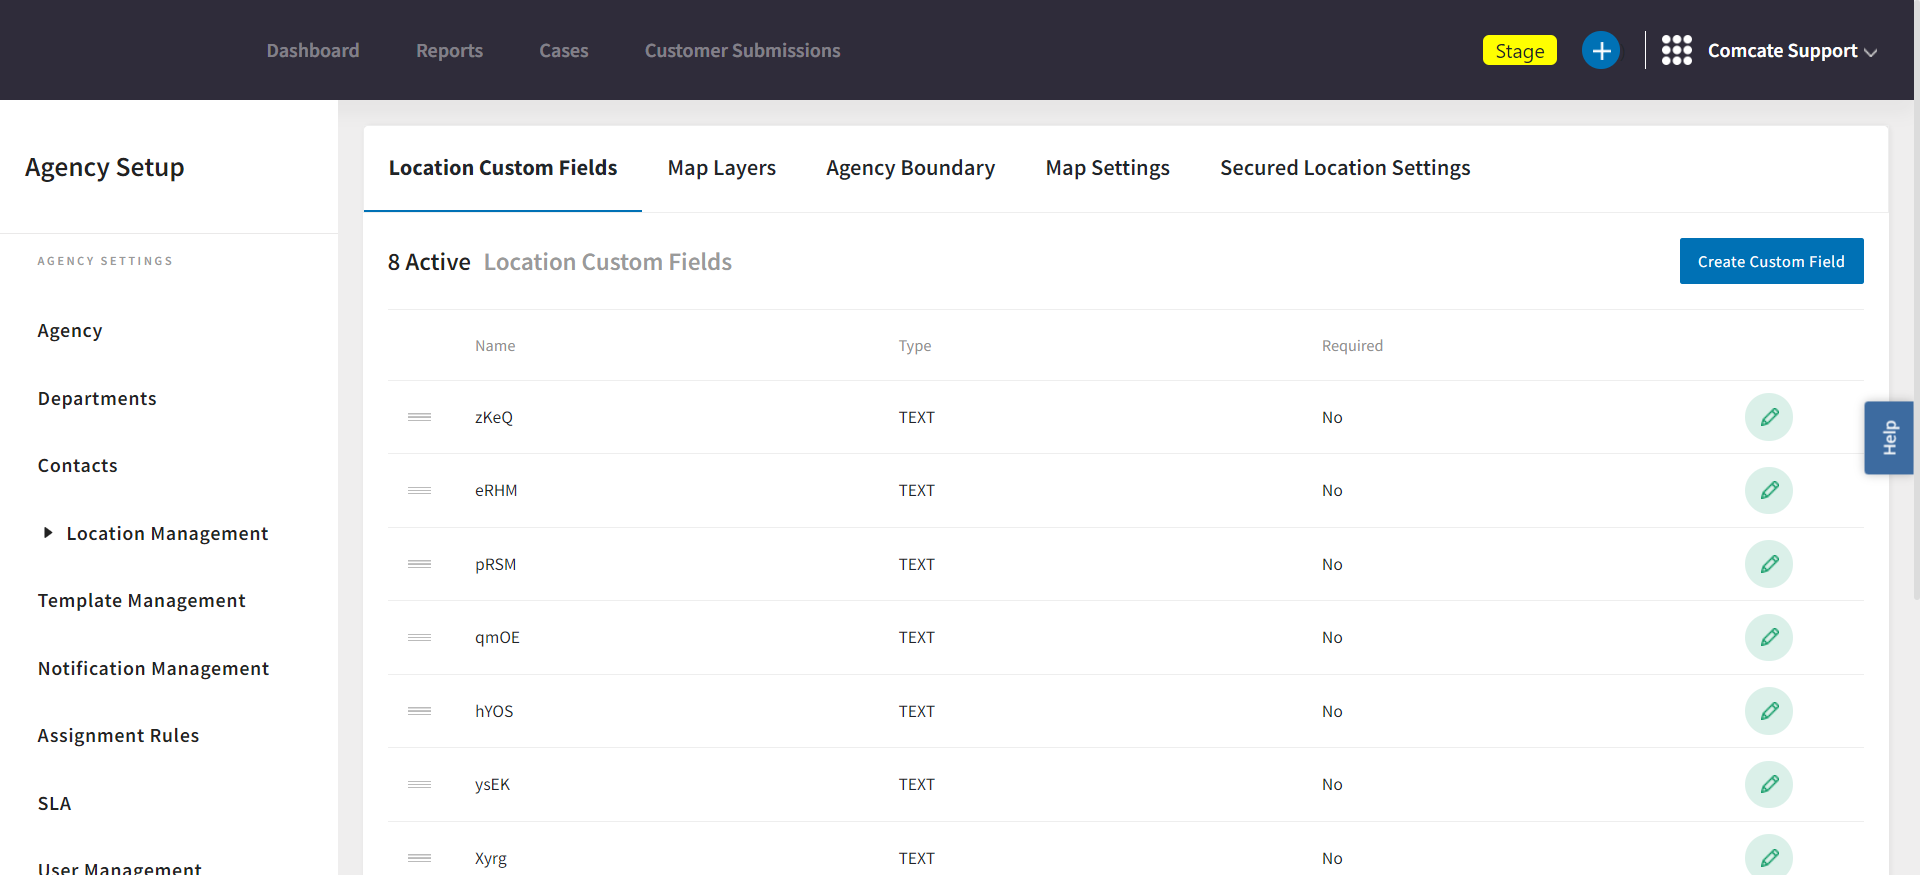 Dashboard Reports Cases Customer Submissions Stage Comcate Support
Agency Setup
AGENCY SETTINGS
Agency
Departments
Contacts
Location Management
Template Management
Notification Management
Assignment Rules
SLA
User Management
Location Custom Fields Map Layers Agency Boundary Map Settings Secured Location Settings
8 Active Location Custom Fields Create Custom Field
Name Type Required
zKeQ TEXT No
eRHM TEXT No
pRSM TEXT No
qmOE TEXT No
hYOS TEXT No
ysEK TEXT No
Xyrg TEXT No
Help